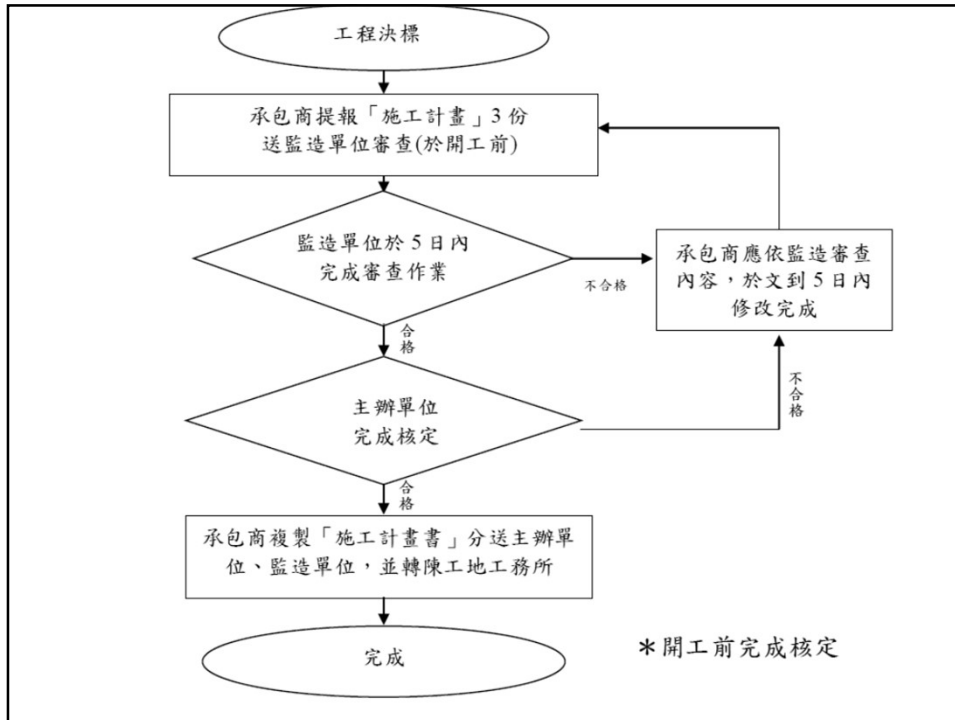 工程決標
承包商提報「施工計畫」3份
送監造單位審查(於開工前)
監造單位於 5 日內
完成審查作業
不合格
承包商應依監造審查
內容，於文到 5 日內
修改完成
合格
主辦單位
完成核定
不合格
合格
承包商複製「施工計畫書」分送主辦單
位、監造單位，並轉陳工地工務所
完成
＊開工前完成核定